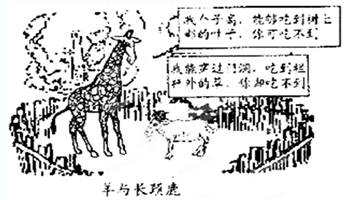 我个子高，能够吃到树上
的叶子，你可吃不到
我能穿过门洞，吃到栏
外的草，你却吃不到
羊与长颈鹿